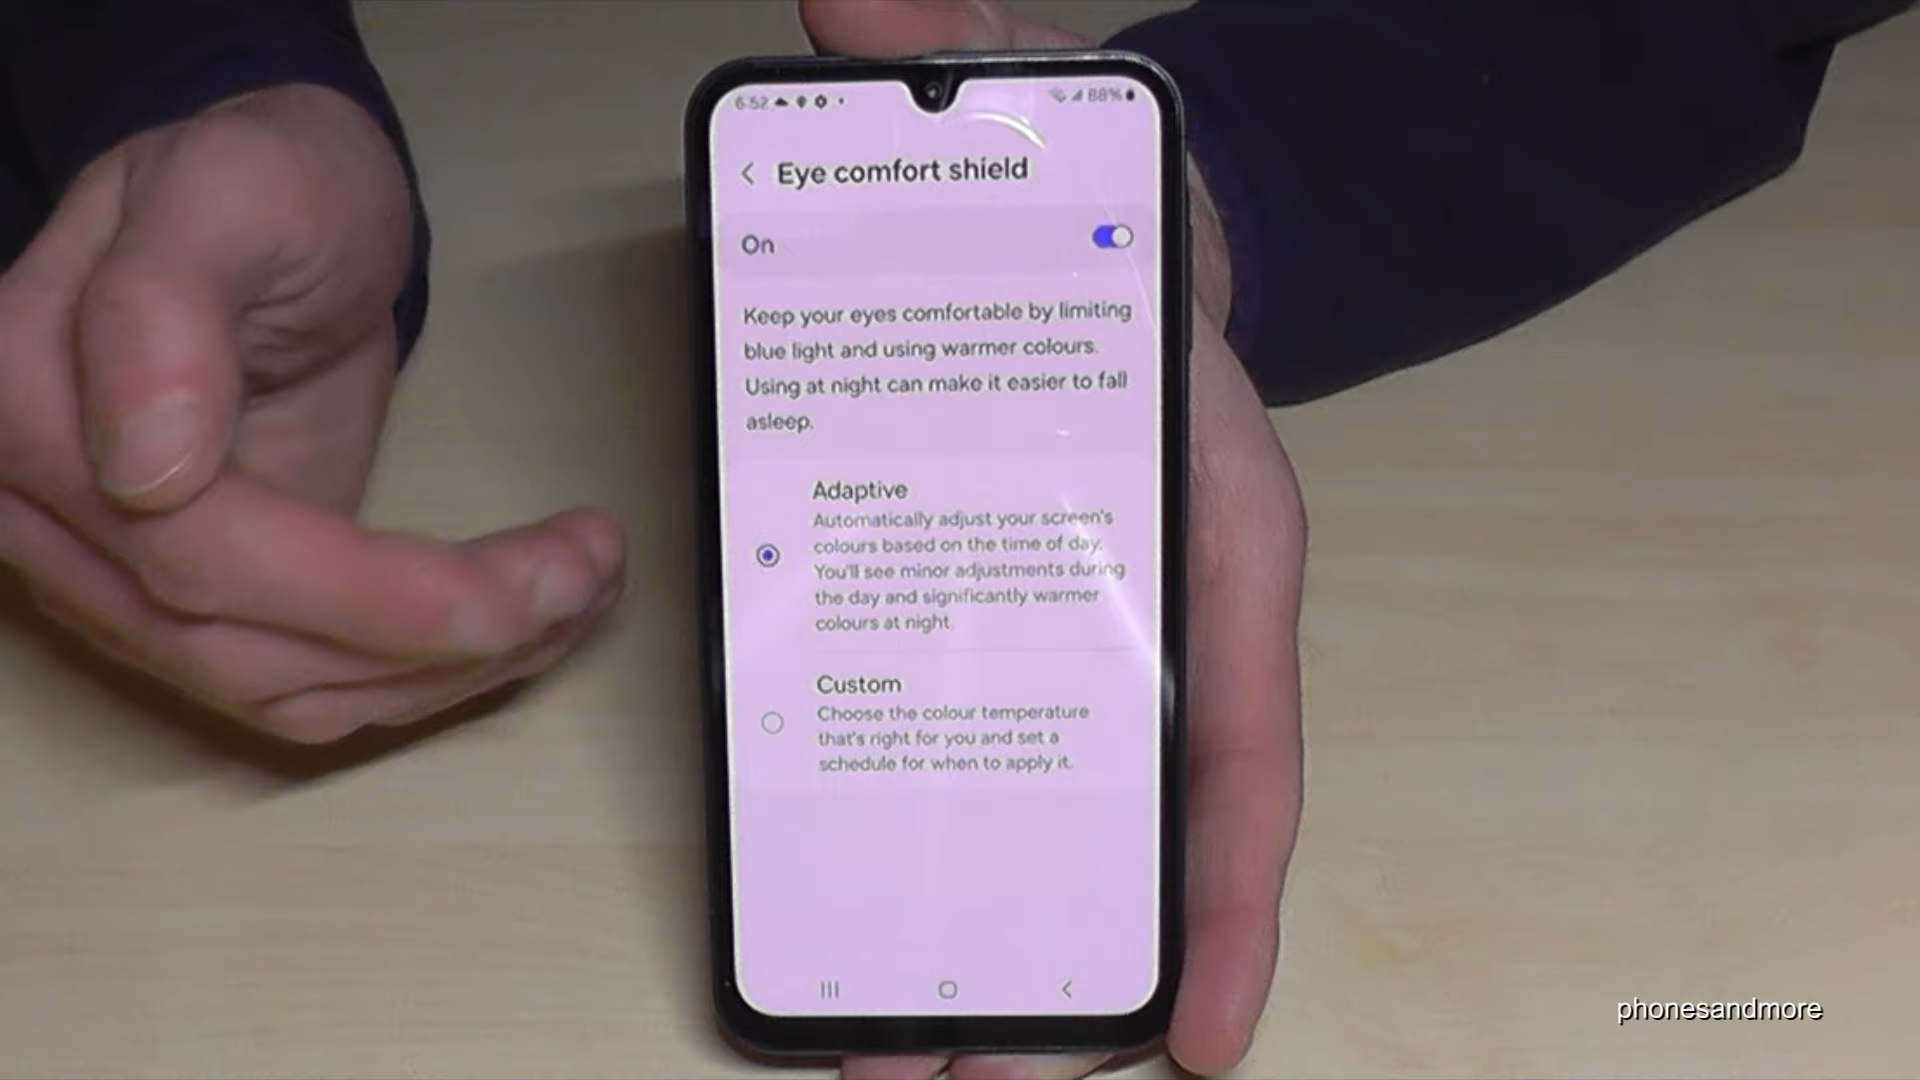 6:52
88%
Eye comfort shield
On
Keep your eyes comfortable by limiting
blue light and using warmer colours.
Using at night can make it easier to fall
asleep.
Adaptive
Automatically adjust your screen's
colours based on the time of day.
You'll see minor adjustments during
the day and significantly warmer
colours at night.
Custom
Choose the colour temperature
that's right for you and set a
schedule for when to apply it.
phonesandmore